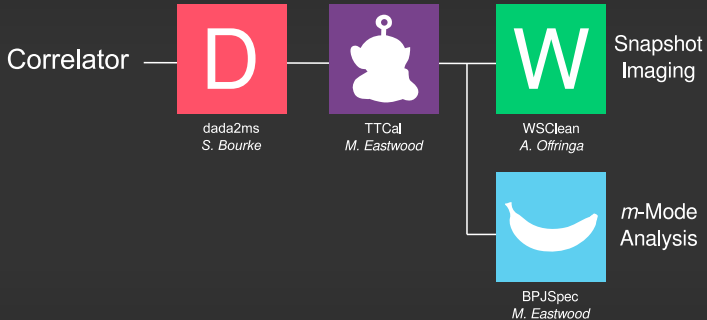 Correlator
D
dada2ms
S. Bourke
TTCal
M. Eastwood
W
WSClean
A. Offringa
Snapshot
Imaging
BPJSpec
M. Eastwood
m-Mode
Analysis